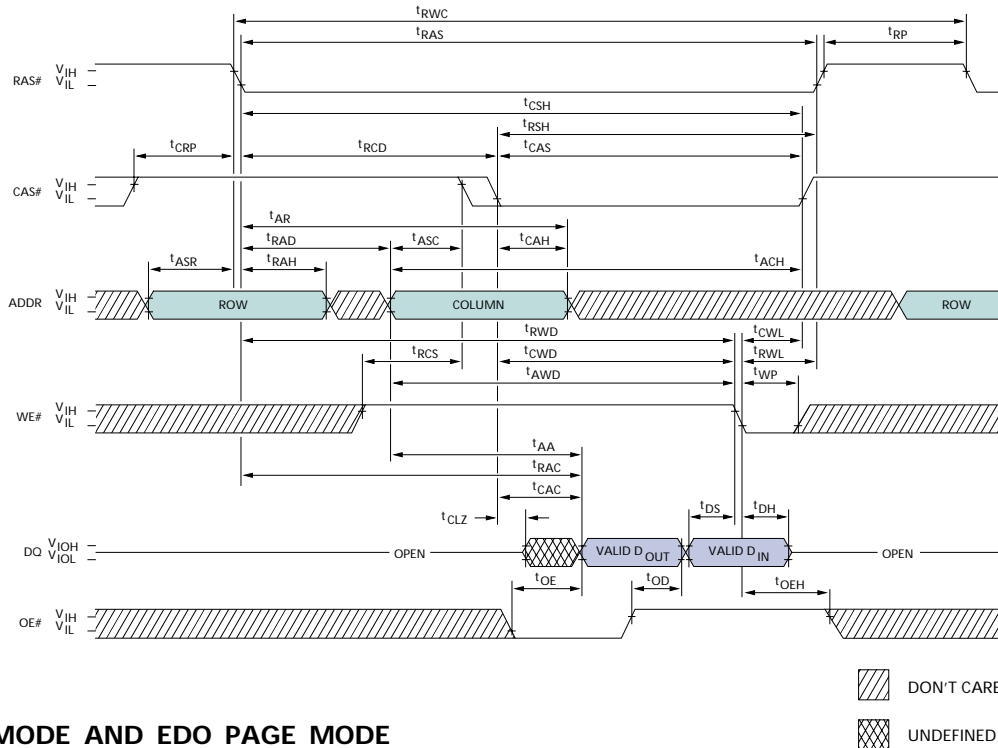 tRWC
tRAS tRP
RAS# VIH
VIL
tCSH
tRSH
tCRP tRCD tCAS
CAS# VIH
VIL
tAR
tRAD tASC tCAH
tASR tRAH tACH
ADDR VIH
VIL
ROW COLUMN ROW
tRWD tCWL
tRCS tCWD tRWL
tAWD tWP
WE# VIH
VIL
tAA
tRAC
tCAC
tCLZ tDS tDH
DQ VIOH
VIOL
OPEN VALID DOUT VALID DIN OPEN
tOE tOD tOEH
OE# VIH
VIL
DON'T CARE
UNDEFINED
MODE AND EDO PAGE MODE